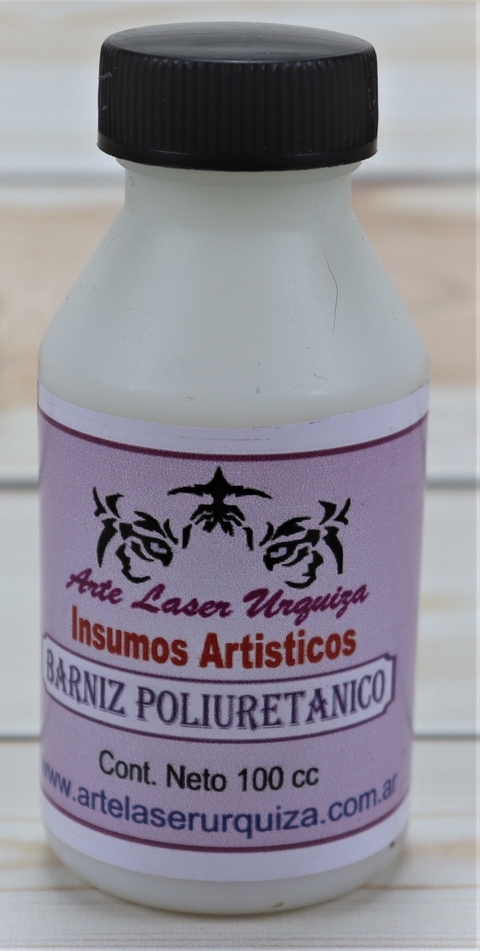 Arte Laser Urquiza
Insumos Artisticos
BARNIZ POLIURETANICO
Cont. Neto 100 cc
www.artelaserurquiza.com.ar